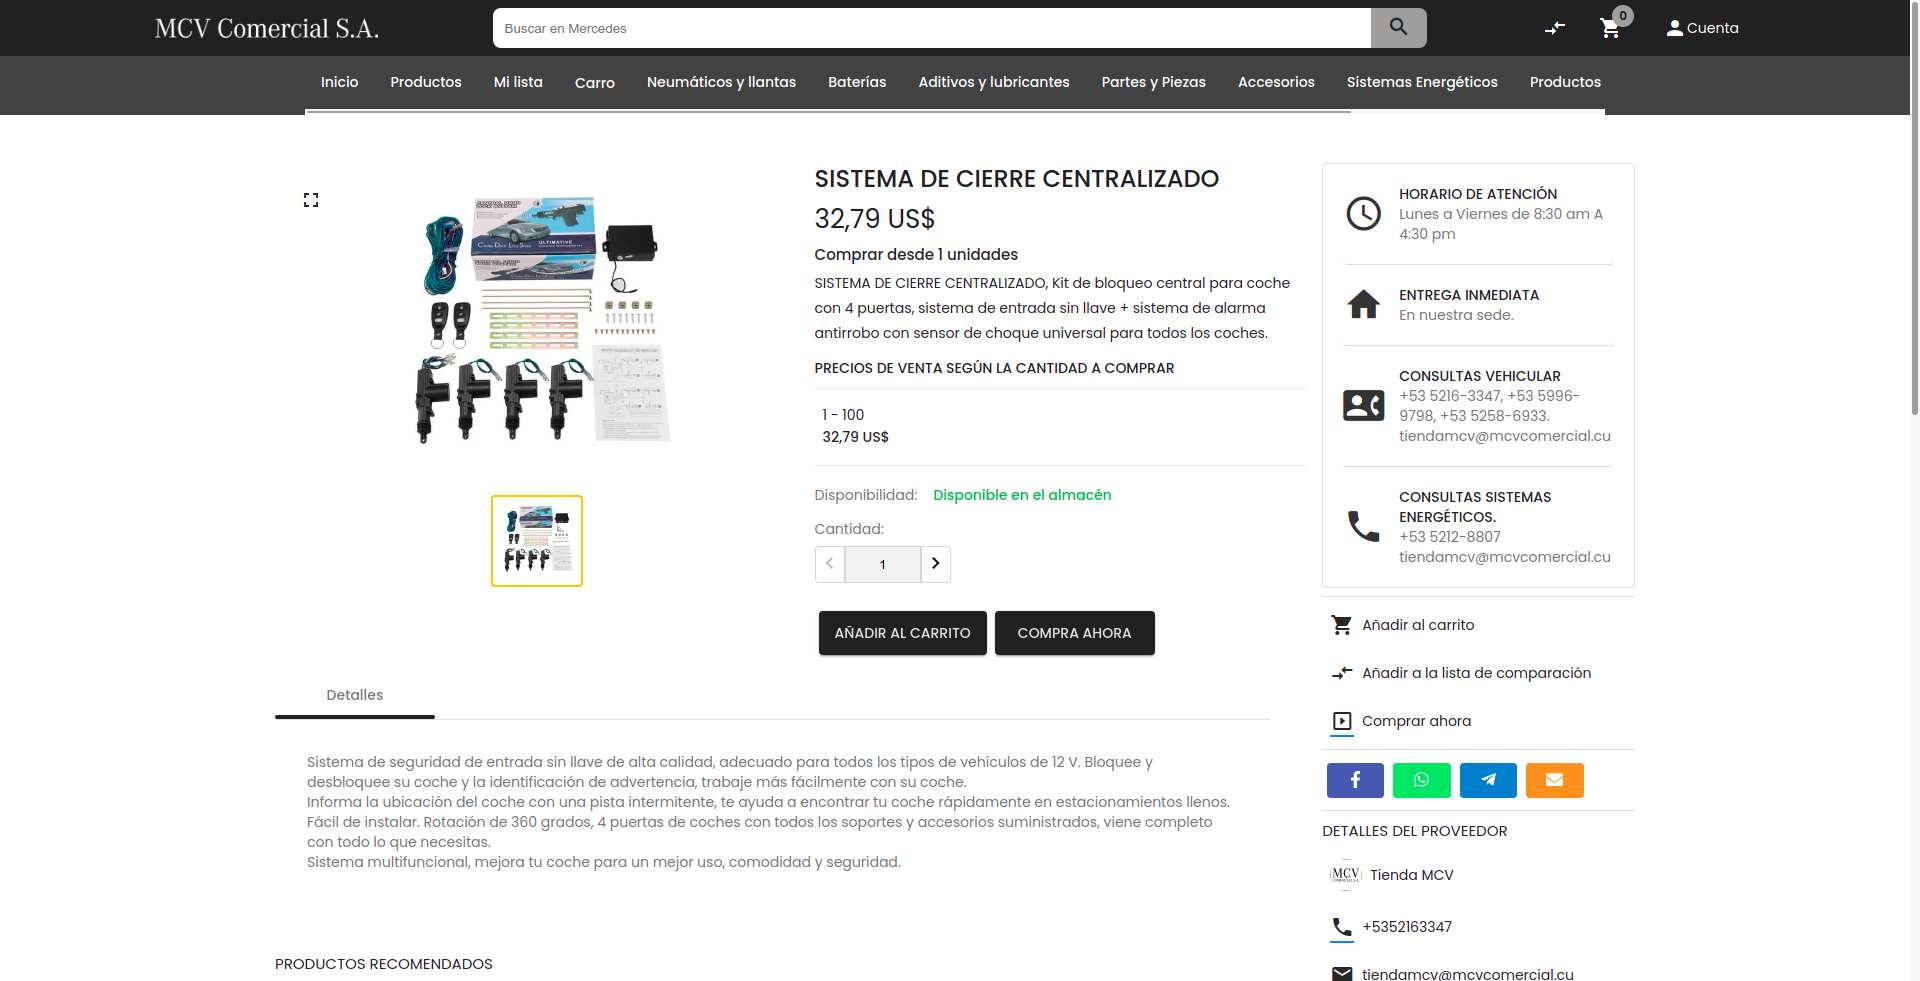 MCV Comercial S.A.
Buscar en Mercedes
0
Cuenta
Inicio
Productos
Mi lista
Carro
Neumáticos y llantas
Baterías
Aditivos y lubricantes
Partes y Piezas
Accesorios
Sistemas Energéticos
Productos
SISTEMA DE CIERRE CENTRALIZADO
32,79 US$
Comprar desde 1 unidades
SISTEMA DE CIERRE CENTRALIZADO, Kit de bloqueo central para coche
con 4 puertas, sistema de entrada sin llave + sistema de alarma
antirrobo con sensor de choque universal para todos los coches.
PRECIOS DE VENTA SEGÚN LA CANTIDAD A COMPRAR
1 - 100
32,79 US$
Disponibilidad: Disponible en el almacén
Cantidad:
1
AÑADIR AL CARRITO
COMPRA AHORA
HORARIO DE ATENCIÓN
Lunes a Viernes de 8:30 am A
4:30 pm
ENTREGA INMEDIATA
En nuestra sede.
CONSULTAS VEHICULAR
+53 5216-3347, +53 5996-
9798, +53 5258-6933.
tiendamcv@mcvcomercial.cu
CONSULTAS SISTEMAS
ENERGÉTICOS.
+53 5212-8807
tiendamcv@mcvcomercial.cu
Añadir al carrito
Añadir a la lista de comparación
Comprar ahora
DETALLES DEL PROVEEDOR
MCV
Tienda MCV
+5352163347
tiendamcv@mcvcomercial.cu
Detalles
Sistema de seguridad de entrada sin llave de alta calidad, adecuado para todos los tipos de vehículos de 12 V. Bloquee y
desbloquee su coche y la identificación de advertencia, trabaje más fácilmente con su coche.
Informa la ubicación del coche con una pista intermitente, te ayuda a encontrar tu coche rápidamente en estacionamientos llenos.
Fácil de instalar. Rotación de 360 grados, 4 puertas de coches con todos los soportes y accesorios suministrados, viene completo
con todo lo que necesitas.
Sistema multifuncional, mejora tu coche para un mejor uso, comodidad y seguridad.
PRODUCTOS RECOMENDADOS